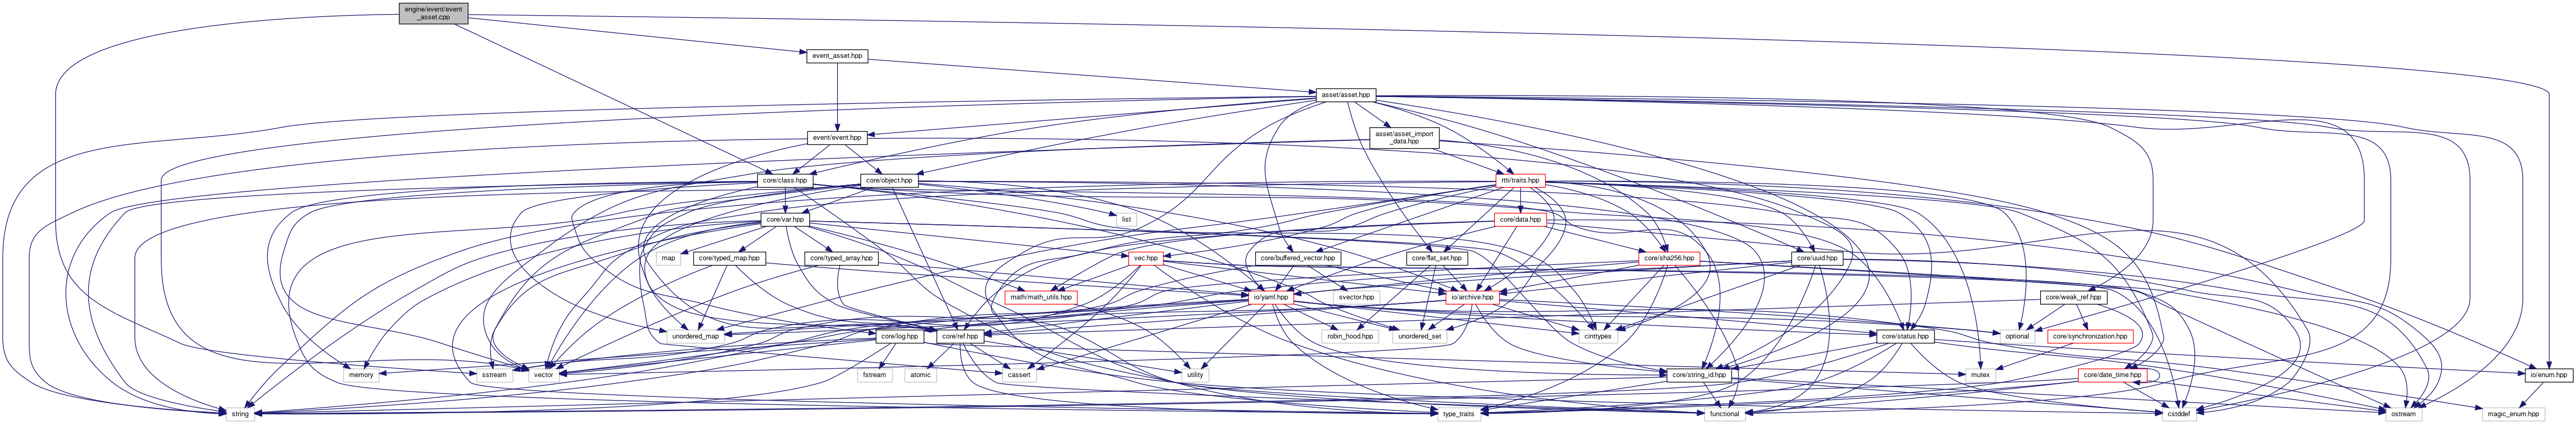 engine/event/event
_asset.cpp
event_asset.hpp
asset/asset.hpp
event/event.hpp
asset/asset_import
_data.hpp
core/class.hpp
core/object.hpp
rtti/traits.hpp
list
core/var.hpp
core/data.hpp
map
core/typed_map.hpp
core/typed_array.hpp
vec.hpp
core/buffered_vector.hpp
core/flat_set.hpp
core/sha256.hpp
core/uuid.hpp
math/math_utils.hpp
io/yaml.hpp
svector.hpp
io/archive.hpp
core/weak_ref.hpp
unordered_map
core/log.hpp
core/ref.hpp
robin_hood.hpp
unordered_set
cinttypes
core/status.hpp
optional
core/synchronization.hpp
memory
sstream
vector
fstream
atomic
cassert
utility
core/string_id.hpp
mutex
core/date_time.hpp
io/enum.hpp
string
type_traits
functional
cstddef
ostream
magic_enum.hpp